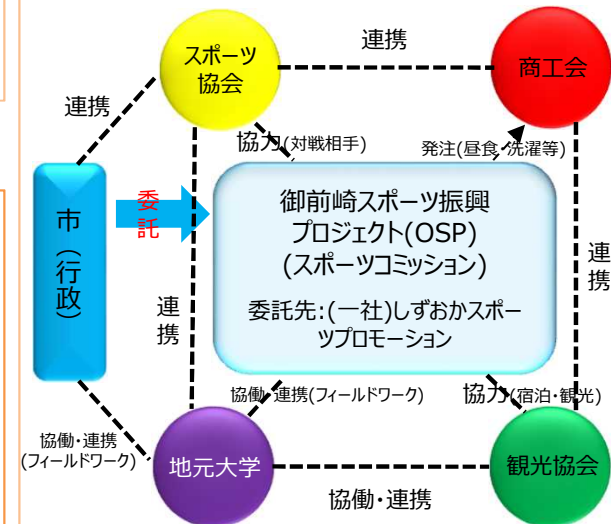 スポーツ
協会
連携
商工会
連携
協力(対戦相手)
発注(昼食・洗濯等)
市(行政)
委
託
御前崎スポーツ振興
プロジェクト(OSP)
(スポーツコミッション)
委託先:(一社)しずおかスポー
ツプロモーション
連携
連携
協働・連携(フィールドワーク)
協力(宿泊・観光)
協働・連携
(フィールドワーク)
地元大学
観光協会
協働・連携